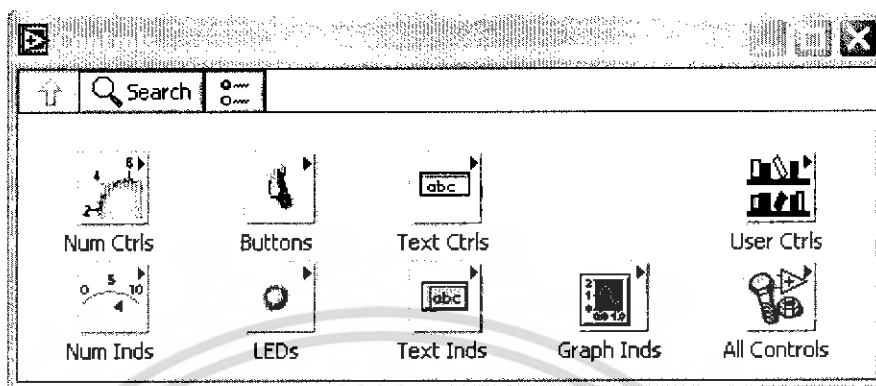 Search
Num Ctrls Buttons Text Ctrls User Ctrls
abc
Num Inds LEDs Text Inds Graph Inds All Controls
abc